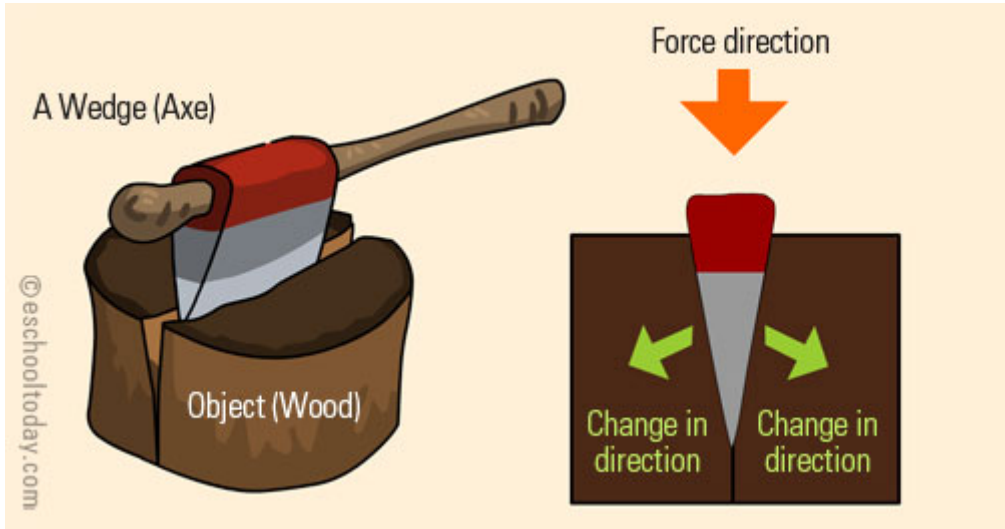 Force direction
A Wedge (Axe)
Object (Wood)
Change in
direction
Change in
direction
©eschooltoday.com